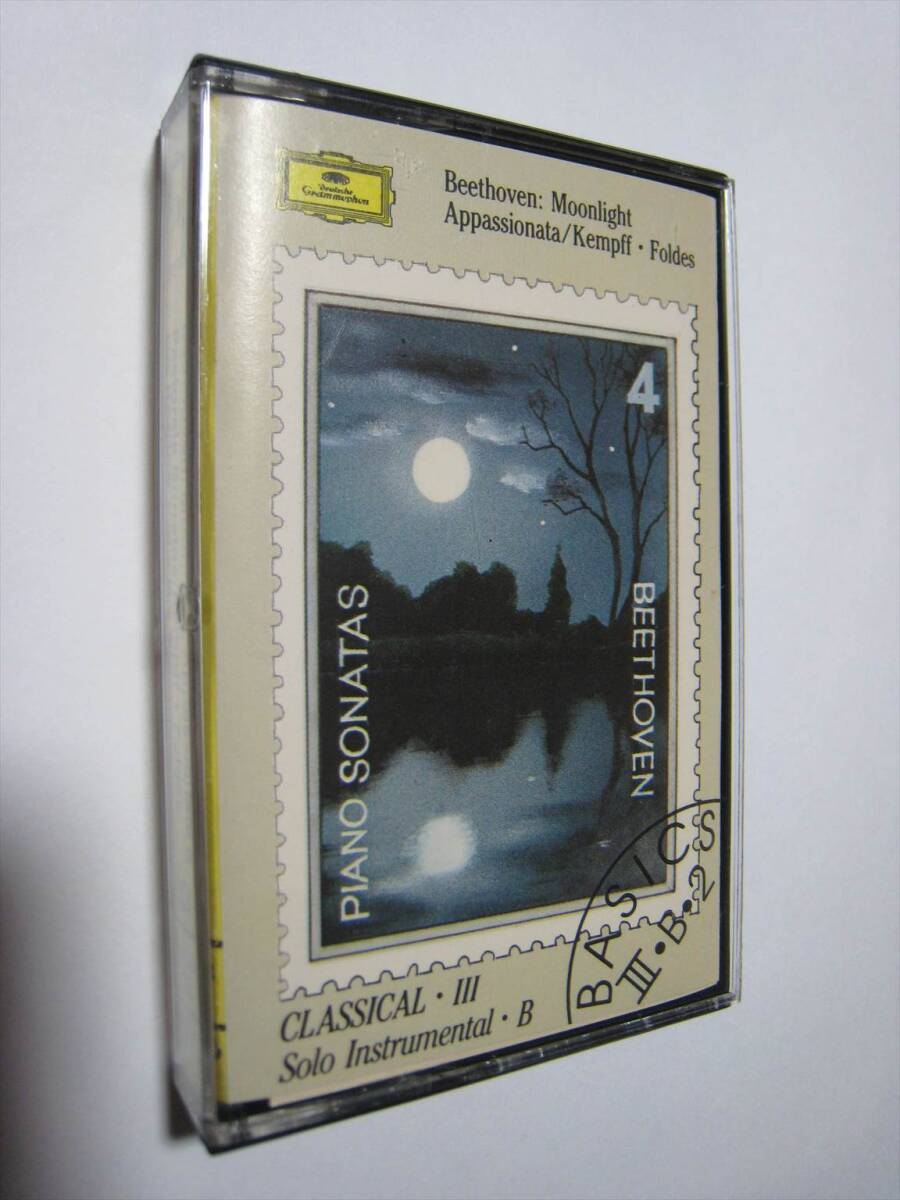 Deutsche
Grammophon
Beethoven: Moonlight
Appassionata/Kempff • Foldes
4
PIANO SONATAS
BEETHOVEN
BASICS
III•B•2
CLASSICAL • III
Solo Instrumental • B